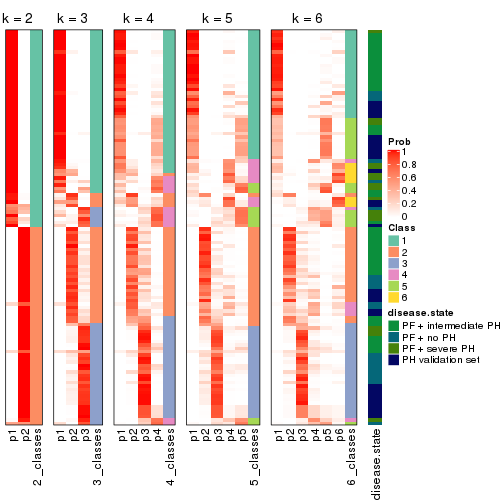 k = 2
k = 3
k = 4
k = 5
k = 6
Prob
1
0.8
0.6
0.4
0.2
0
Class
1
2
3
4
5
6
disease.state
PF+ intermediate PH
PF+ no PH
PF+ severe PH
PH validation set
p1
p2
2_classes
p1
p2
p3
3_classes
p1
p2
p3
p4
4_classes
p1
p2
p3
p4
p5
5_classes
p1
p2
p3
p4
p5
p6
6_classes
disease.state